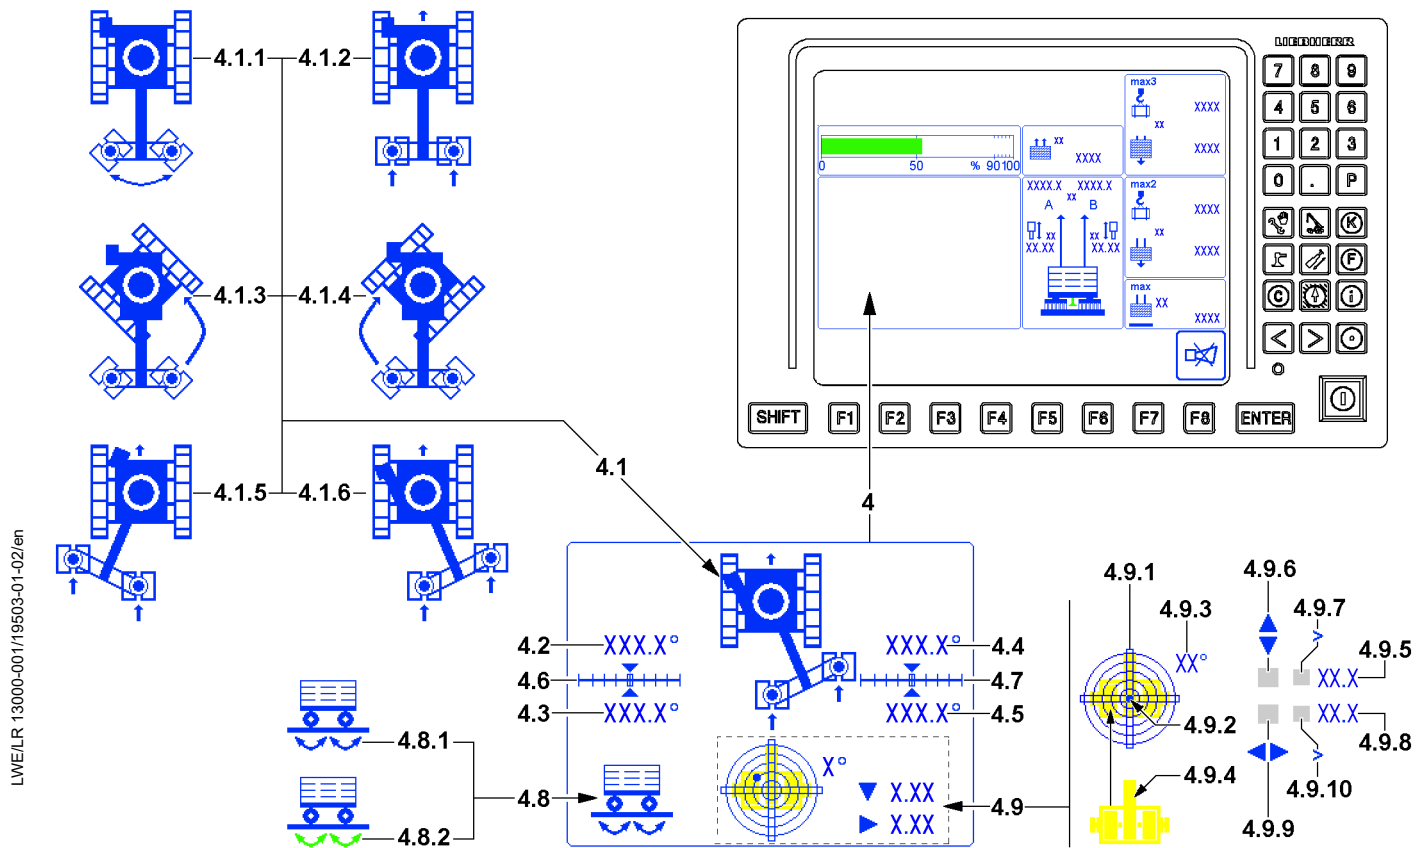 4.1.1
4.1.2
4.1.3
4.1.4
4.1.5
4.1.6
LWE/LR 13000-001/19503-01-02/en
LIEBHERR
7 8 9
4 5 6
1 2 3
0 . P
K
F
C i
< >
SHIFT F1 F2 F3 F4 F5 F6 F7 F8 ENTER
0 50 % 90 100
xx
XXXX
XXXX.X XXXX.X
xx
A B
xx xx
XX.XX XX.XX
max3
XXXX
xx
XXXX
max2
XXXX
xx
XXXX
max
XX
XXXX
4.1
4
4.2 XXX.X° XXX.X° 4.4
4.6 4.7
4.3 XXX.X° XXX.X° 4.5
4.8.1
4.8.2
4.8
X°
X.XX
X.XX
4.9
4.9.1
4.9.3
XX°
4.9.2
4.9.4
4.9.6
4.9.7
>
4.9.5
XX.X
XX.X
4.9.8
>
4.9.10
4.9.9